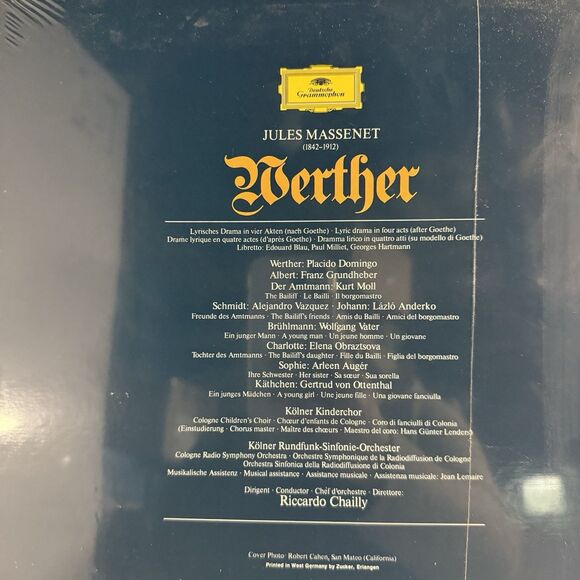 Deutsche
Grammophon
JULES MASSENET
(1842-1912)
Werther
Lyrisches Drama in vier Akten (nach Goethe) · Lyric drama in four acts (after Goethe)
Drame lyrique en quatre actes (d'après Goethe) · Dramma lirico in quattro atti (su modello di Goethe)
Libretto: Edouard Blau, Paul Milliet, Georges Hartmann
Werther: Placido Domingo
Albert: Franz Grundheber
Der Amtmann: Kurt Moll
The Bailiff · Le Bailli · Il borgomastro
Schmidt: Alejandro Vazquez · Johann: Lázló Anderko
Freunde des Amtmanns · The Bailiff's friends · Amis du Bailli · Amici del borgomastro
Brühlmann: Wolfgang Vater
Ein junger Mann · A young man · Un jeune homme · Un giovane
Charlotte: Elena Obraztsova
Tochter des Amtmanns · The Bailiff's daughter · Fille du Bailli · Figlia del borgomastro
Sophie: Arleen Augér
Ihre Schwester · Her sister · Sa sœur · Sua sorella
Käthchen: Gertrud von Ottenthal
Ein junges Mädchen · A young girl · Une jeune fille · Una giovane fanciulla
Kölner Kinderchor
Cologne Children's Choir · Chœur d'enfants de Cologne · Coro di fanciulli di Colonia
(Einstudierung · Chorus master · Maître des chœurs · Maestro del coro: Hans Günter Lenders)
Kölner Rundfunk-Sinfonie-Orchester
Cologne Radio Symphony Orchestra · Orchestre Symphonique de la Radiodiffusion de Cologne
Orchestra Sinfonica della Radiodiffusione di Colonia
Musikalische Assistenz · Musical assistance · Assistance musicale · Assistenza musicale: Jean Lemaire
Dirigent · Conductor · Chéf d'orchestre · Direttore:
Riccardo Chailly
Cover Photo: Robert Cahen, San Mateo (California)
Printed in West Germany by Zucker, Erlangen